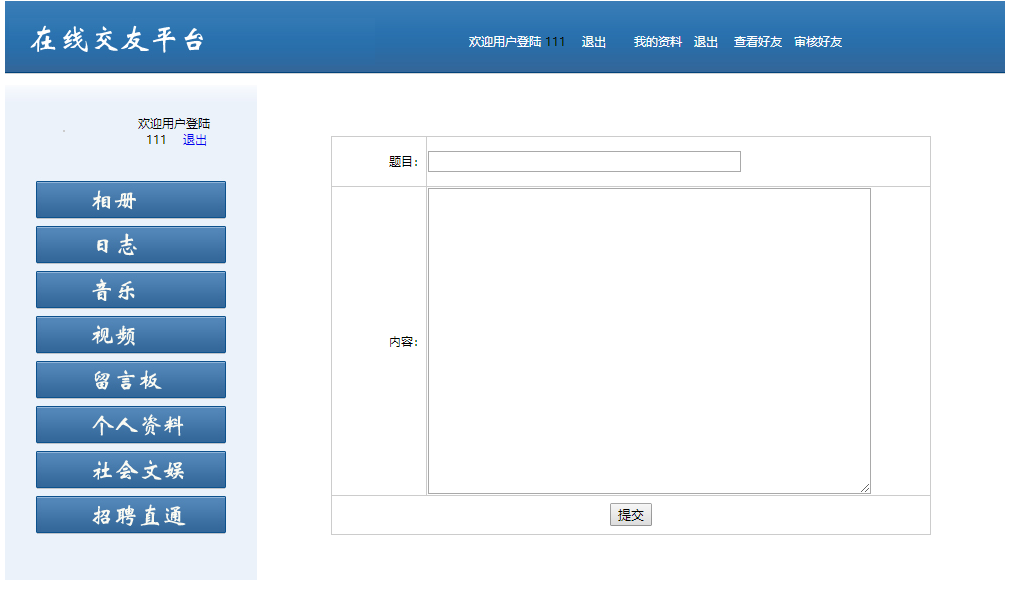 在线交友平台
欢迎用户登陆 111 退出 我的资料 退出 查看好友 审核好友
欢迎用户登陆
111 退出
相册
日志
音乐
视频
留言板
个人资料
社会文娱
招聘直通
题目：
内容：
提交